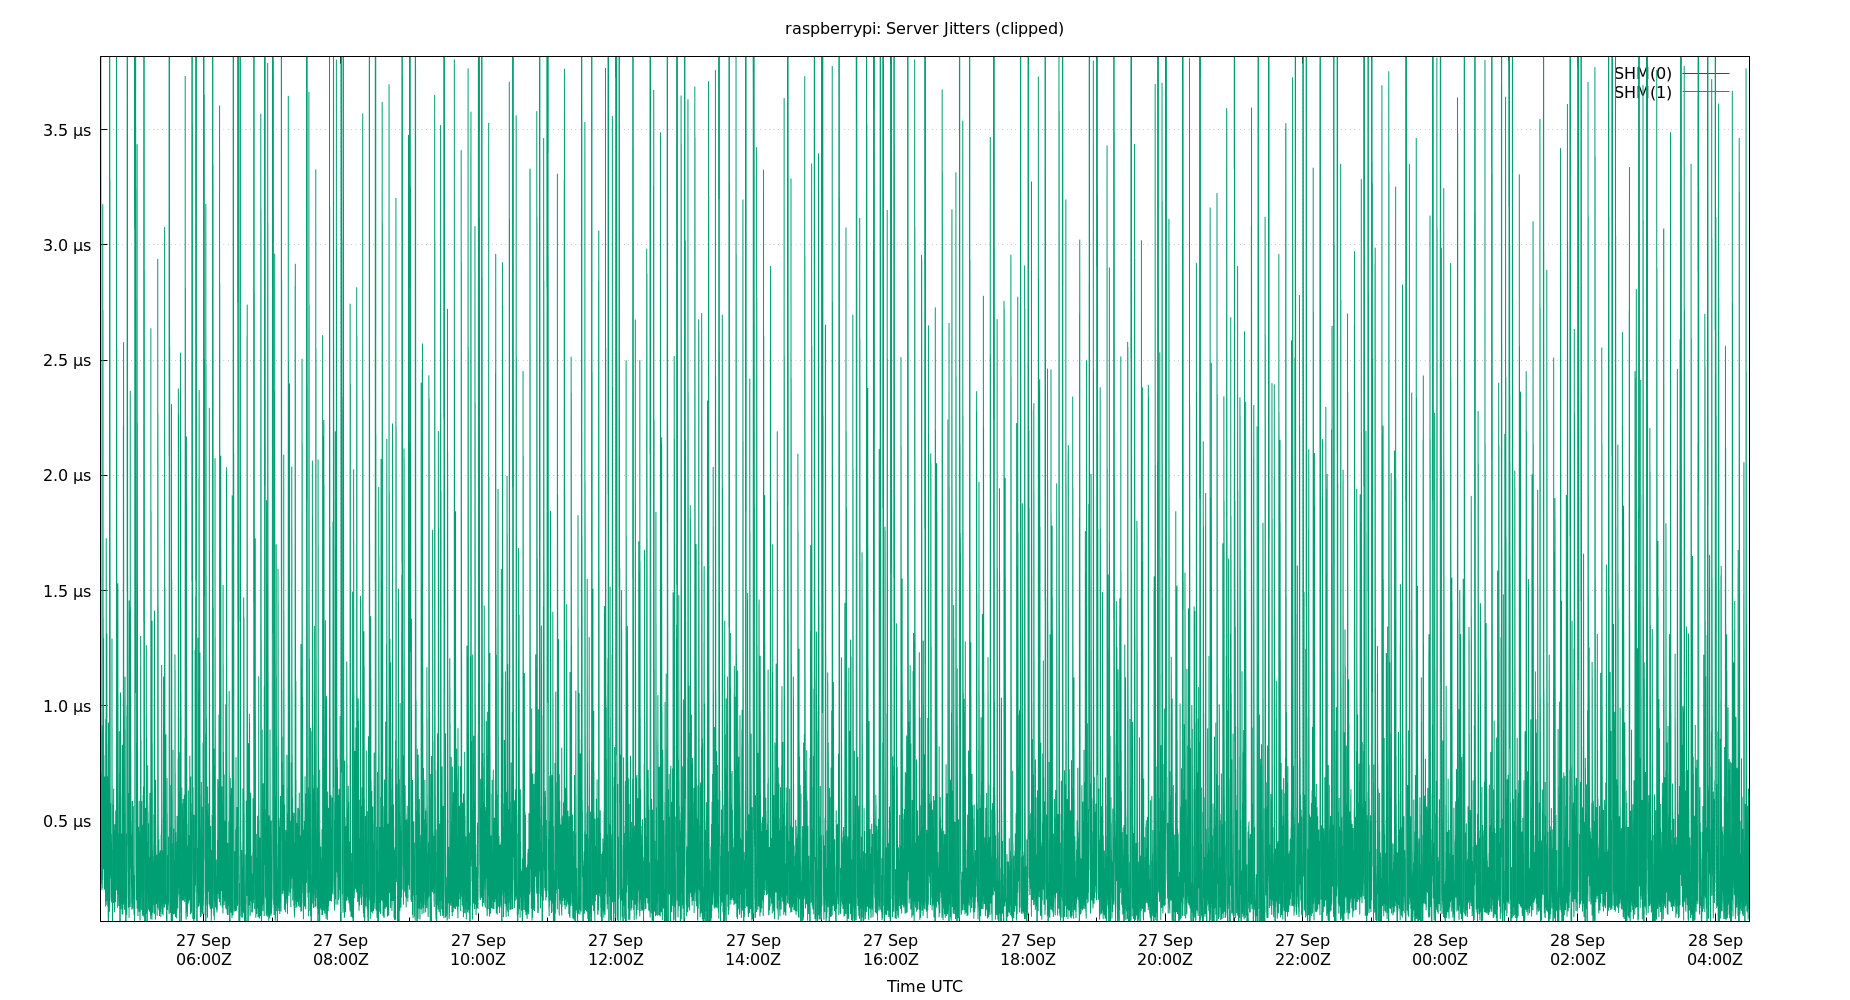 raspberrypi: Server Jitters (clipped)
SHM(0)
SHM(1)
3.5 µs
3.0 µs
2.5 µs
2.0 µs
1.5 µs
1.0 µs
0.5 µs
27 Sep 27 Sep 27 Sep 27 Sep 27 Sep 27 Sep 27 Sep 27 Sep 27 Sep 28 Sep 28 Sep 28 Sep
06:00Z 08:00Z 10:00Z 12:00Z 14:00Z 16:00Z 18:00Z 20:00Z 22:00Z 00:00Z 02:00Z 04:00Z
Time UTC